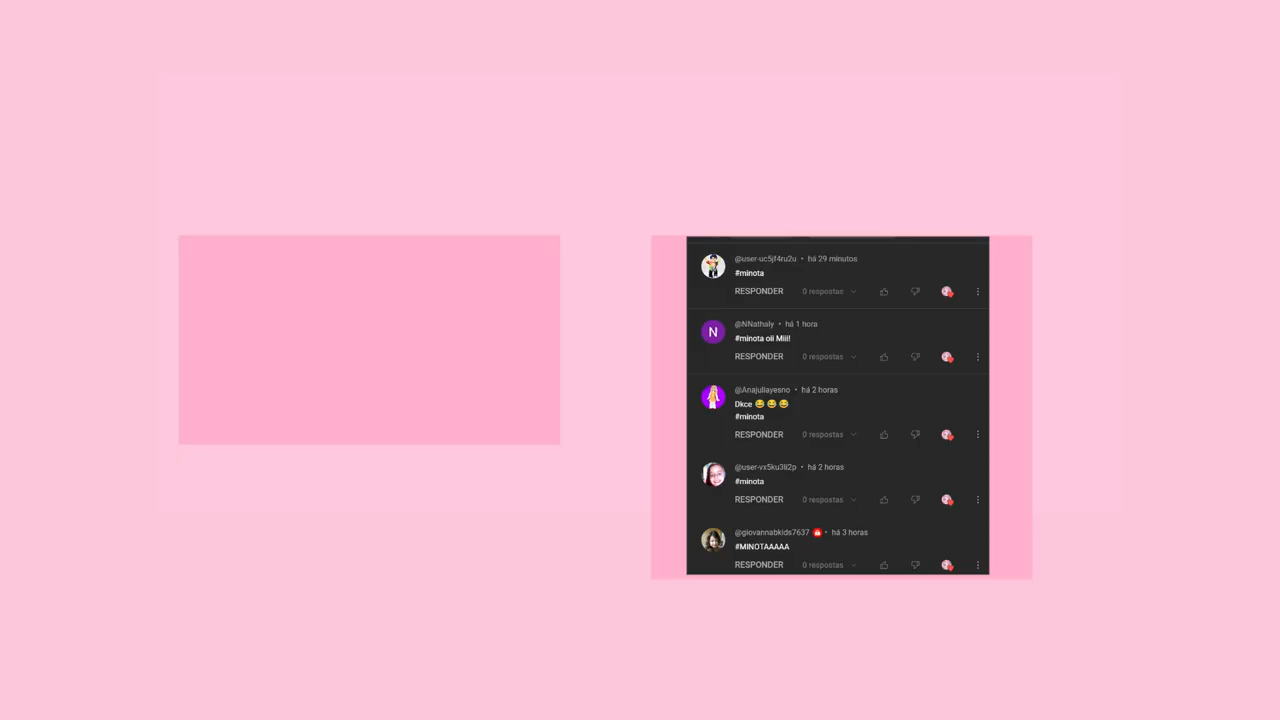 @user-uc5jf4ru2u • há 29 minutos
#minota
RESPONDER 0 respostas
N
@NNathaly • há 1 hora
#minota oii Miii!
RESPONDER 0 respostas
@Anajuliayesno • há 2 horas
Dkce 😂 😂 😂
#minota
RESPONDER 0 respostas
@user-vx5ku3li2p • há 2 horas
#minota
RESPONDER 0 respostas
@giovannabkids7637 • há 3 horas
#MINOTAAAAA
RESPONDER 0 respostas